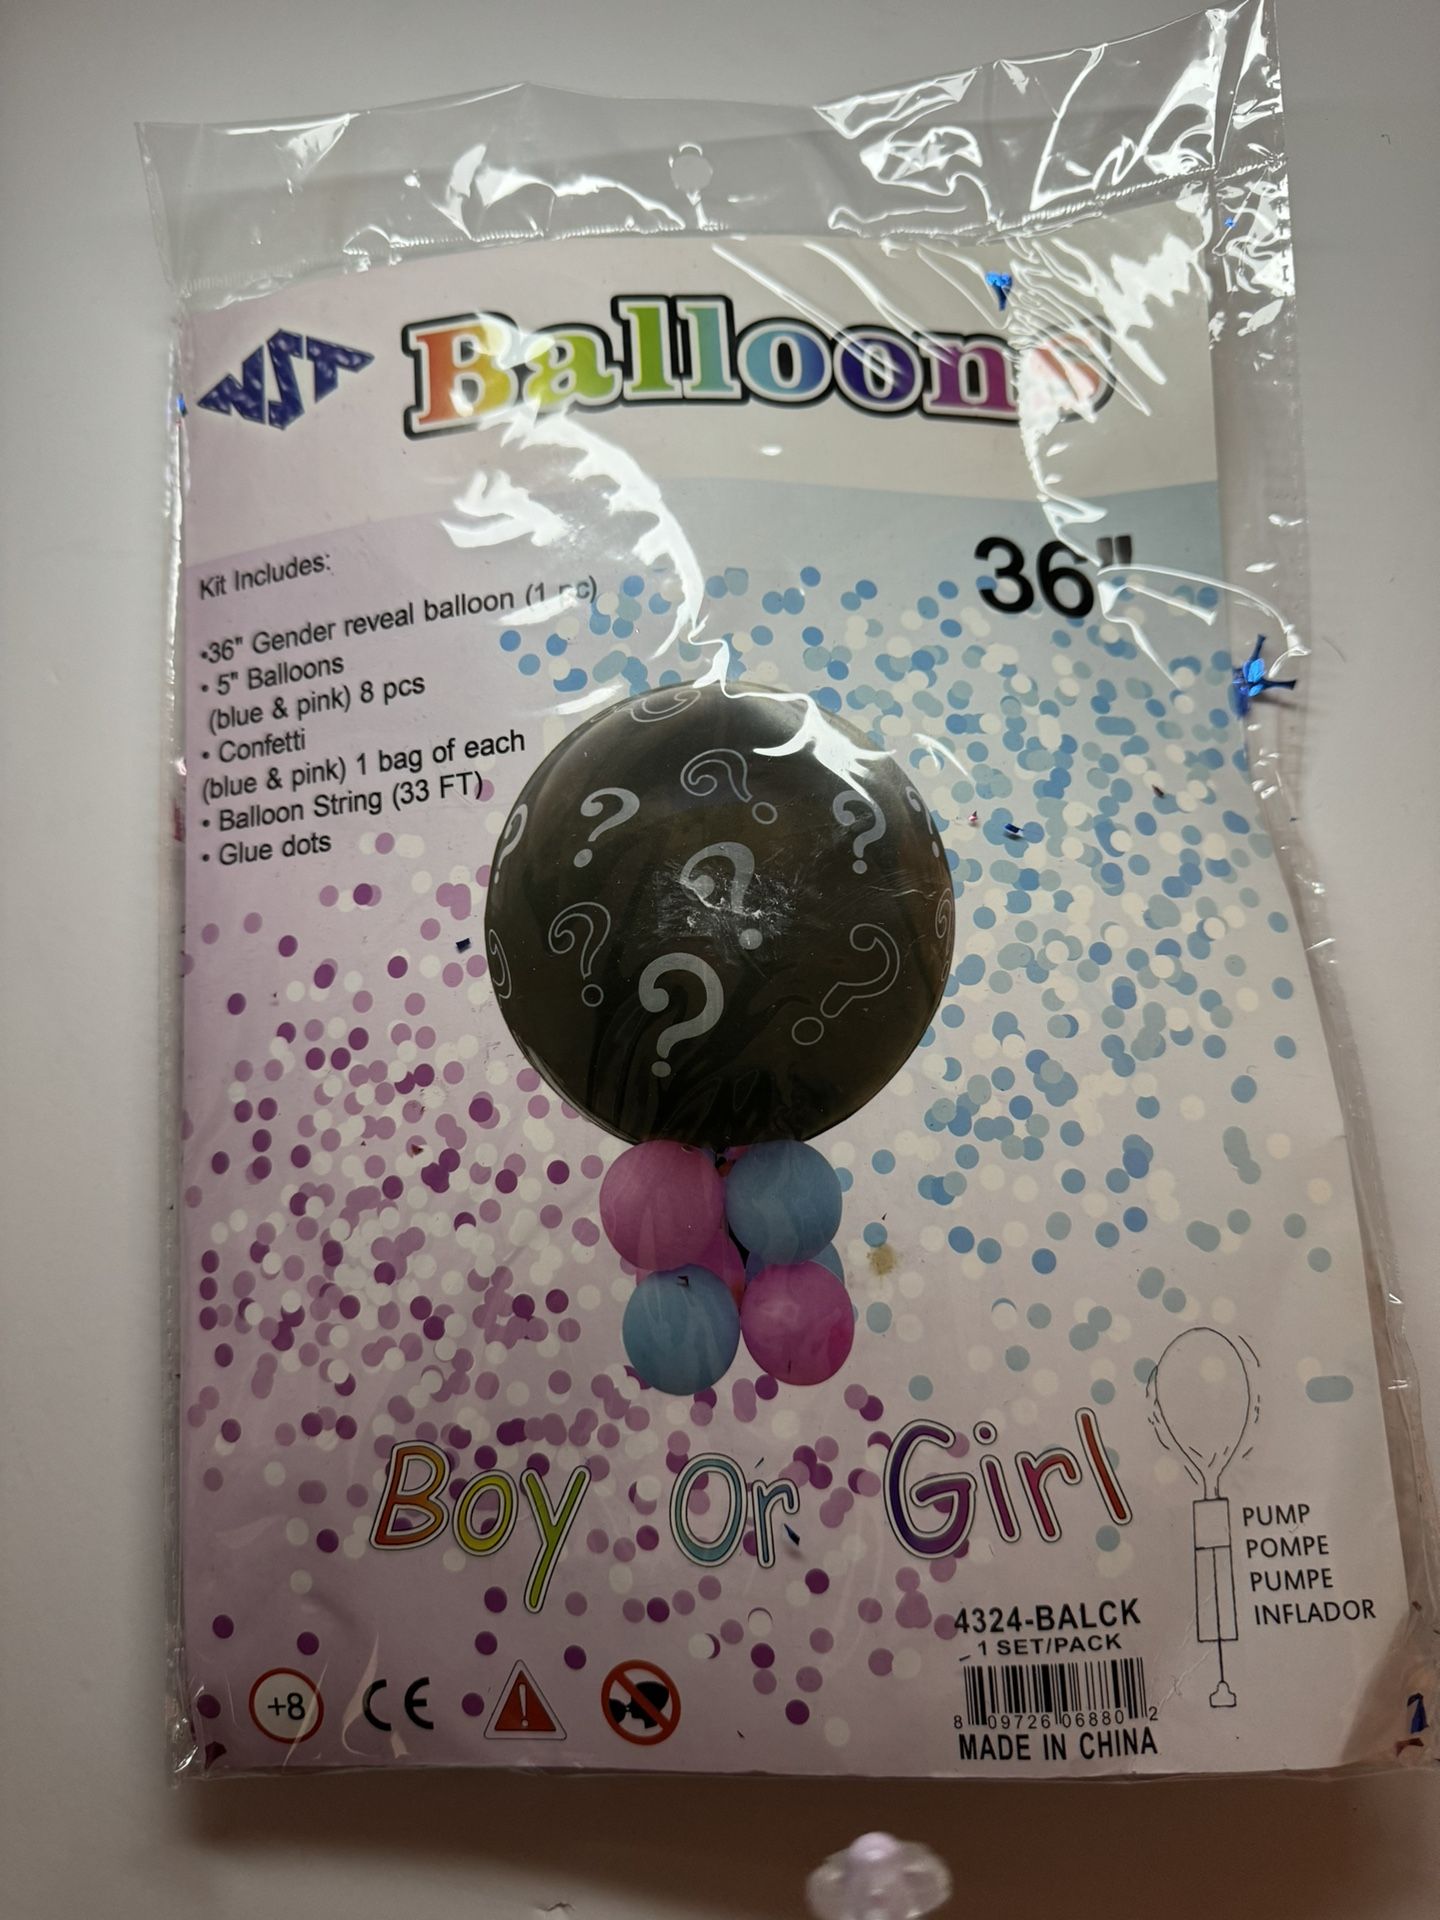 NST
Balloons
36"
Kit Includes:
•36" Gender reveal balloon (1 pc)
• 5" Balloons
(blue & pink) 8 pcs
• Confetti
(blue & pink) 1 bag of each
• Balloon String (33 FT)
• Glue dots
? ? ? ? ? ? ? ?
Boy Or Girl
PUMP
POMPE
PUMPE
INFLADOR
4324-BALCK
1 SET/PACK
8 09726 06880 2
MADE IN CHINA
+8
CE
!